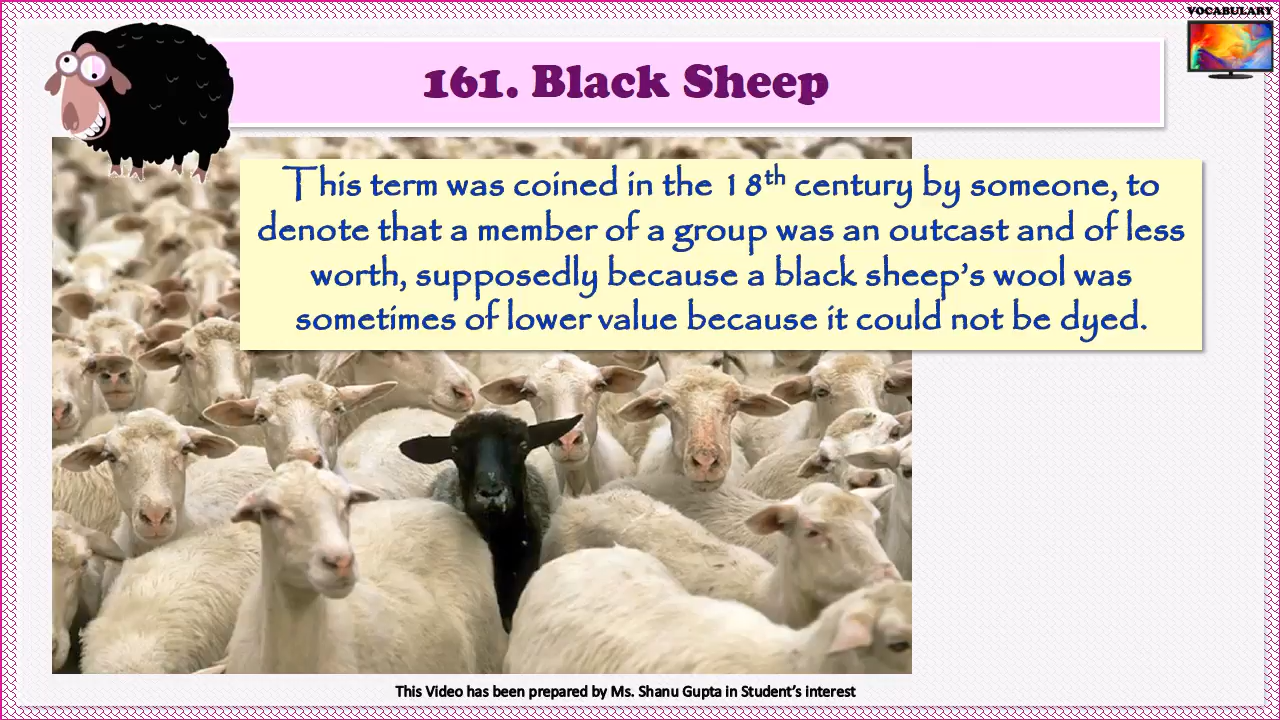 VOCABULARY
161. Black Sheep
This term was coined in the 18th century by someone, to
denote that a member of a group was an outcast and of less
worth, supposedly because a black sheep's wool was
sometimes of lower value because it could not be dyed.
This Video has been prepared by Ms. Shanu Gupta in Student's interest